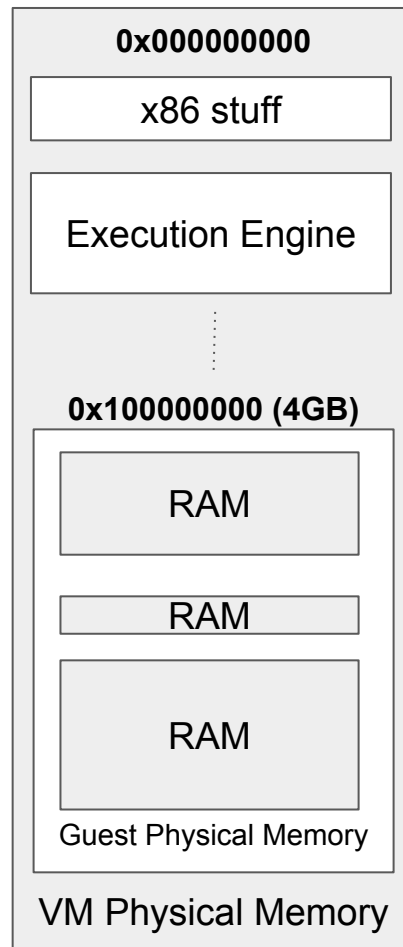 0x000000000
x86 stuff
Execution Engine
0x100000000 (4GB)
RAM
RAM
RAM
Guest Physical Memory
VM Physical Memory